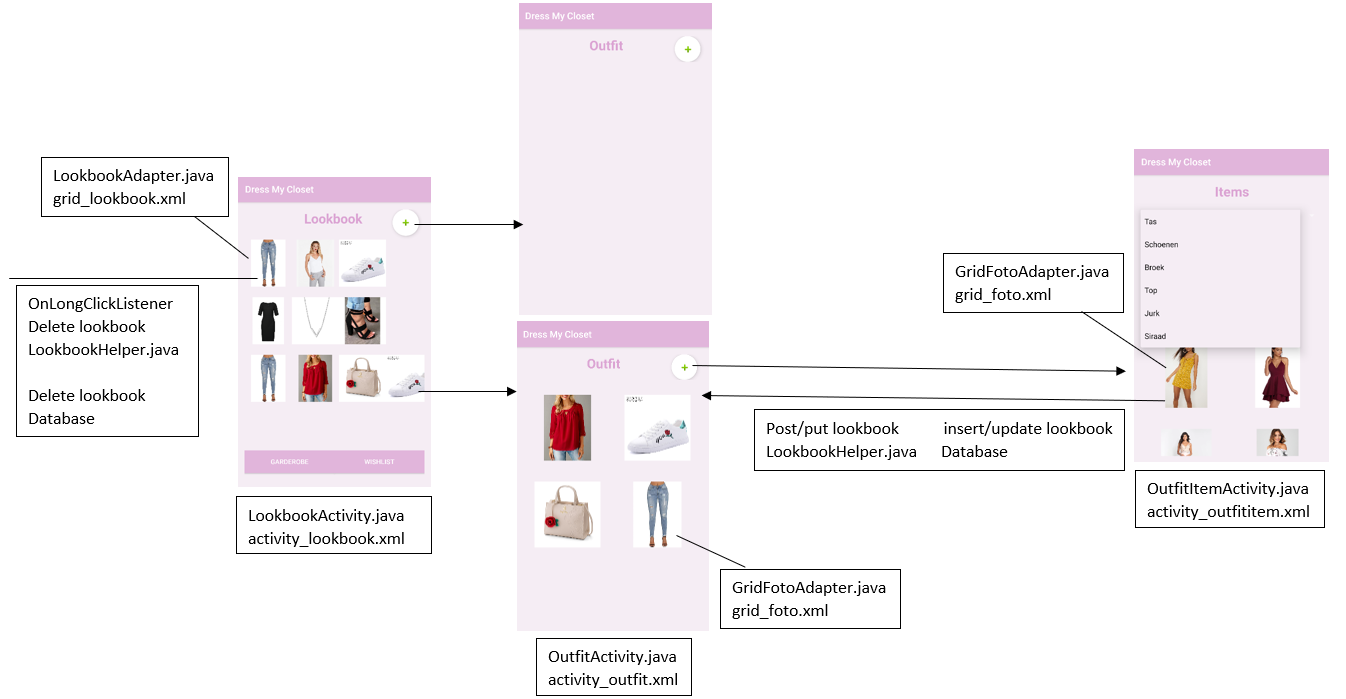 Dress My Closet
Outfit
+
LookbookAdapter.java
grid_lookbook.xml
Dress My Closet
Lookbook
+
OnLongClickListener
Delete lookbook
LookbookHelper.java
Delete lookbook
Database
GARDEROBE
WISHLIST
LookbookActivity.java
activity_lookbook.xml
Dress My Closet
Outfit
+
GridFotoAdapter.java
grid_foto.xml
OutfitActivity.java
activity_outfit.xml
Post/put lookbook insert/update lookbook
LookbookHelper.java Database
GridFotoAdapter.java
grid_foto.xml
Dress My Closet
Items
Tas
Schoenen
Broek
Top
Jurk
Siraad
OutfitItemActivity.java
activity_outfititem.xml